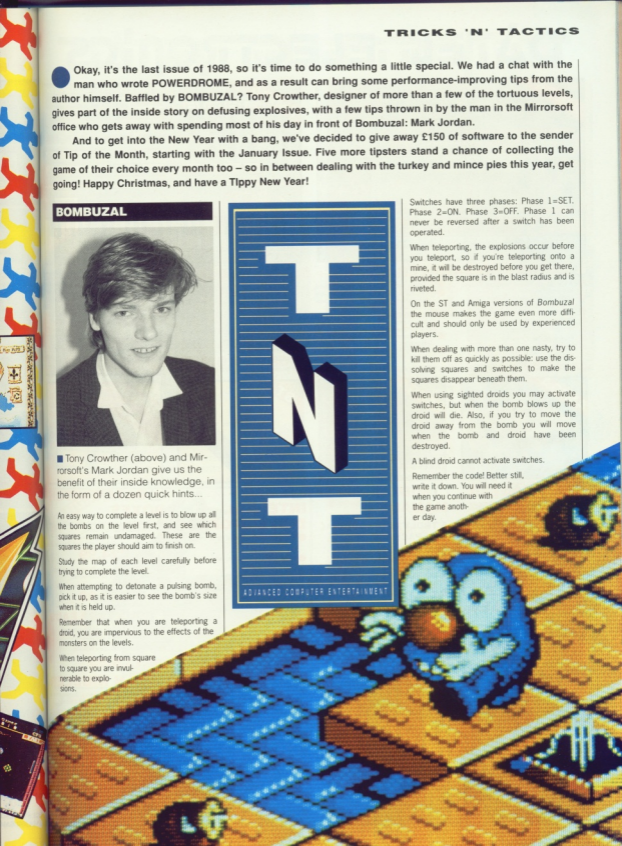 TRICKS 'N' TACTICS
Okay, it's the last issue of 1988, so it's time to do something a little special. We had a chat with the
man who wrote POWERDROME, and as a result can bring some performance-improving tips from the
author himself. Baffled by BOMBUZAL? Tony Crowther, designer of more than a few of the tortuous levels,
gives part of the inside story on defusing explosives, with a few tips thrown in by the man in the Mirrorsoft
office who gets away with spending most of his day in front of Bombuzal: Mark Jordan.
And to get into the New Year with a bang, we've decided to give away £150 of software to the sender
of Tip of the Month, starting with the January Issue. Five more tipsters stand a chance of collecting the
game of their choice every month too – so in between dealing with the turkey and mince pies this year, get
going! Happy Christmas, and have a TIppy New Year!
BOMBUZAL
Tony Crowther (above) and Mir-
rorsoft's Mark Jordan give us the
benefit of their inside knowledge, in
the form of a dozen quick hints...
An easy way to complete a level is to blow up all
the bombs on the level first, and see which
squares remain undamaged. These are the
squares the player should aim to finish on.
Study the map of each level carefully before
trying to complete the level.
When attempting to detonate a pulsing bomb,
pick it up, as it is easier to see the bomb's size
when it is held up.
Remember that when you are teleporting a
droid, you are impervious to the effects of the
monsters on the levels.
When teleporting from square
to square you are invul-
nerable to explo-
sions.
T
N
T
ADVANCED COMPUTER ENTERTAINMENT
Switches have three phases: Phase 1=SET.
Phase 2=ON. Phase 3=OFF. Phase 1 can
never be reversed after a switch has been
operated.
When teleporting, the explosions occur before
you teleport, so if you're teleporting onto a
mine, it will be destroyed before you get there,
provided the square is in the blast radius and is
riveted.
On the ST and Amiga versions of Bombuzal
the mouse makes the game even more diffi-
cult and should only be used by experienced
players.
When dealing with more than one nasty, try to
kill them off as quickly as possible: use the dis-
solving squares and switches to make the
squares disappear beneath them.
When using sighted droids you may activate
switches, but when the bomb blows up the
droid will die. Also, if you try to move the
droid away from the bomb you will move
when the bomb and droid have been
destroyed.
A blind droid cannot activate switches.
Remember the code! Better still,
write it down. You will need it
when you continue with
the game anoth-
er day.